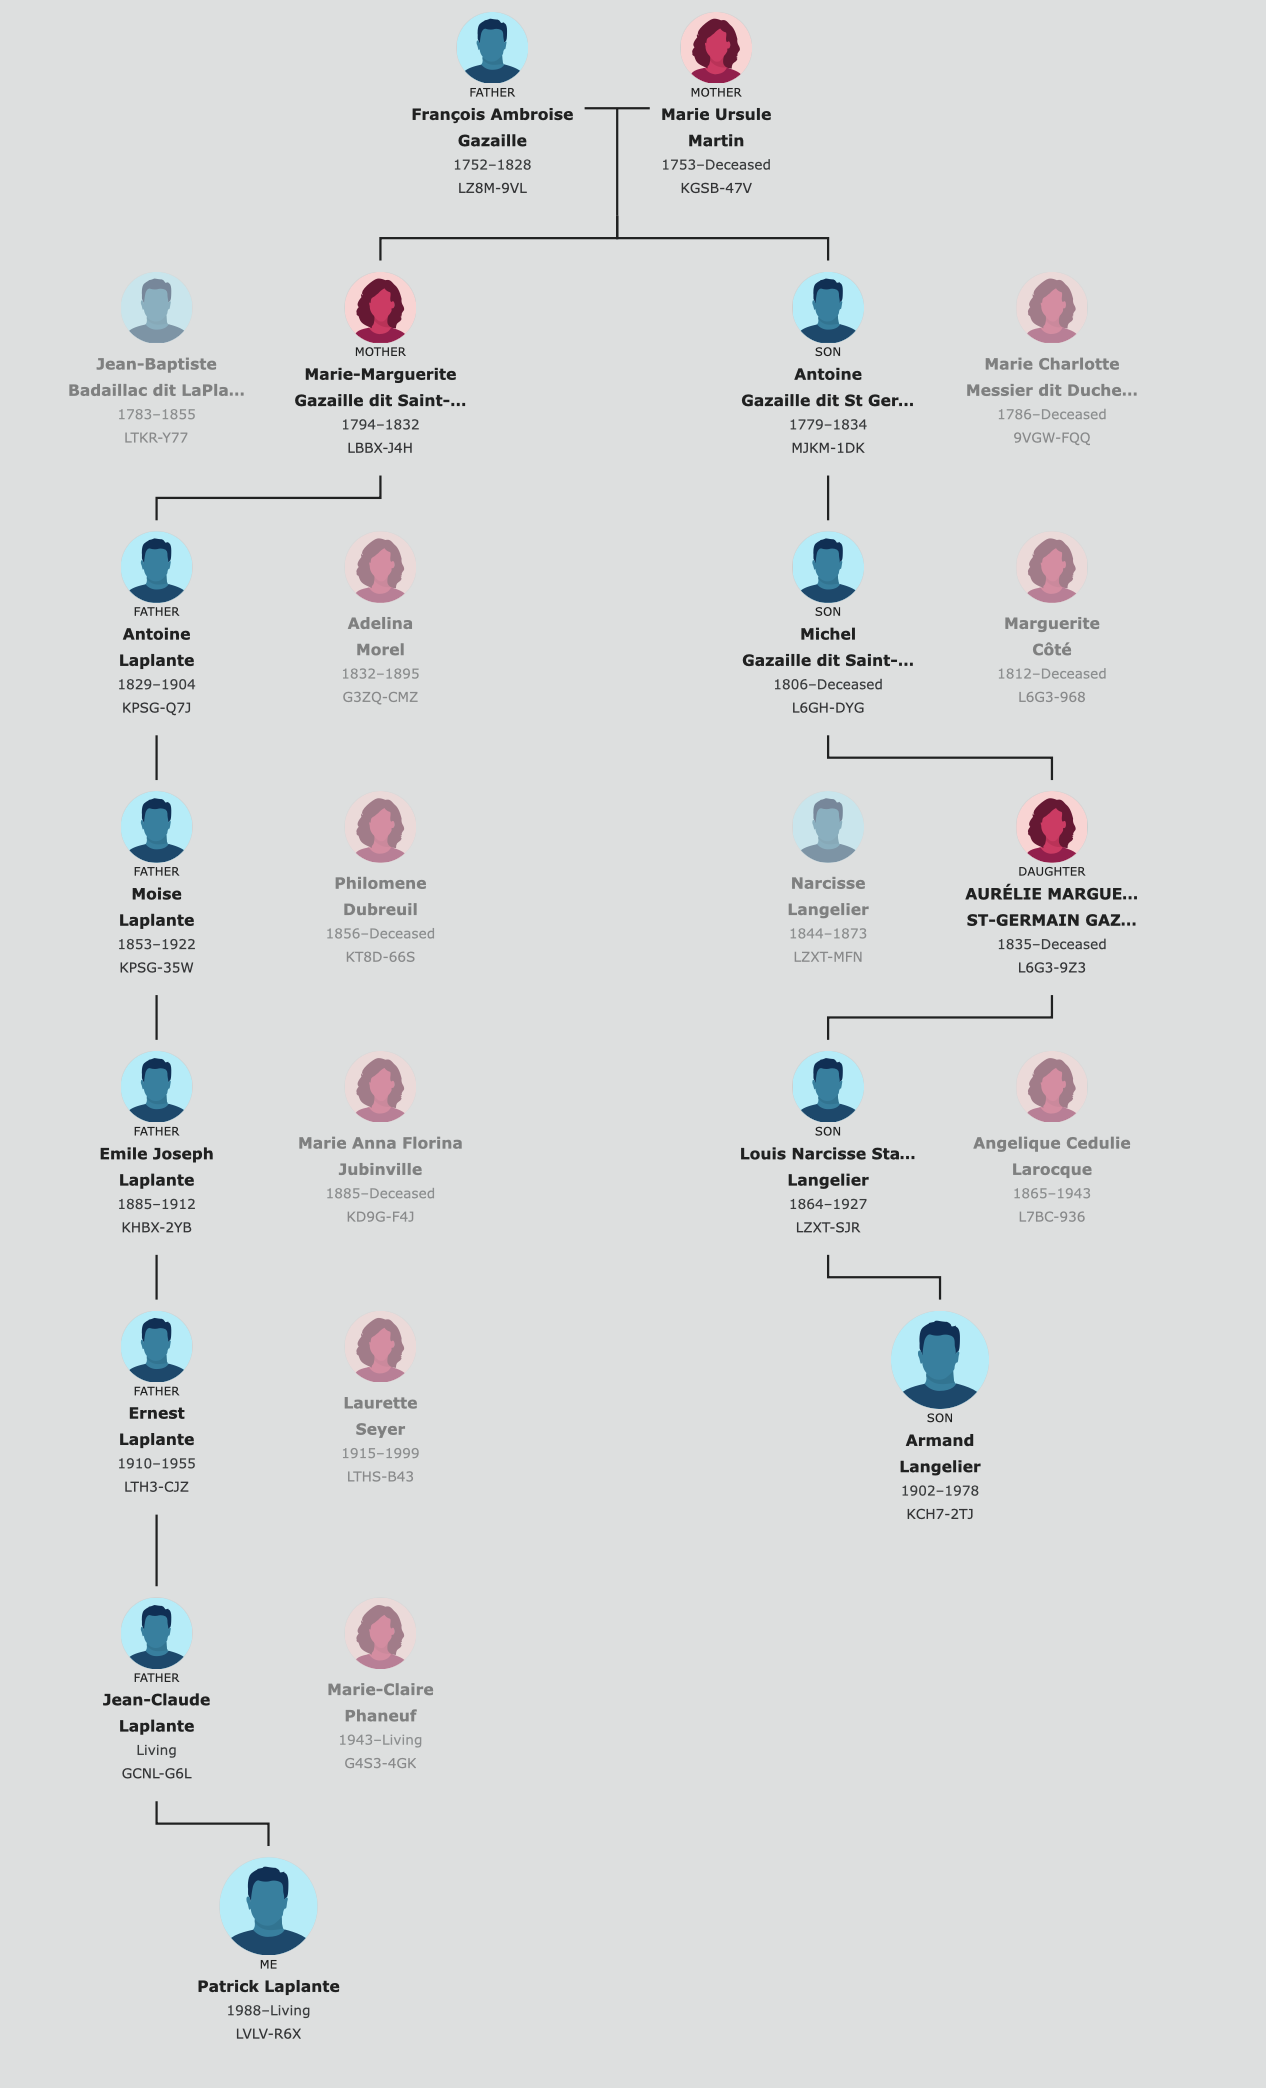 FATHER
François Ambroise
Gazaille
1752–1828
LZ8M-9VL
MOTHER
Marie Ursule
Martin
1753–Deceased
KGSB-47V
Jean-Baptiste
Badaillac dit LaPla...
1783–1855
LTKR-Y77
MOTHER
Marie-Marguerite
Gazaille dit Saint-...
1794–1832
LBBX-J4H
SON
Antoine
Gazaille dit St Ger...
1779–1834
MJKM-1DK
Marie Charlotte
Messier dit Duche...
1786–Deceased
9VGW-FQQ
FATHER
Antoine
Laplante
1829–1904
KPSG-Q7J
Adelina
Morel
1832–1895
G3ZQ-CMZ
SON
Michel
Gazaille dit Saint-...
1806–Deceased
L6GH-DYG
Marguerite
Côté
1812–Deceased
L6G3-968
FATHER
Moise
Laplante
1853–1922
KPSG-35W
Philomene
Dubreuil
1856–Deceased
KT8D-66S
Narcisse
Langelier
1844–1873
LZXT-MFN
DAUGHTER
AURÉLIE MARGUE...
ST-GERMAIN GAZ...
1835–Deceased
L6G3-9Z3
FATHER
Emile Joseph
Laplante
1885–1912
KHBX-2YB
Marie Anna Florina
Jubinville
1885–Deceased
KD9G-F4J
SON
Louis Narcisse Sta...
Langelier
1864–1927
LZXT-SJR
Angelique Cedulie
Larocque
1865–1943
L7BC-936
FATHER
Ernest
Laplante
1910–1955
LTH3-CJZ
Laurette
Seyer
1915–1999
LTHS-B43
SON
Armand
Langelier
1902–1978
KCH7-2TJ
FATHER
Jean-Claude
Laplante
Living
GCNL-G6L
Marie-Claire
Phaneuf
1943–Living
G4S3-4GK
ME
Patrick Laplante
1988–Living
LVLV-R6X